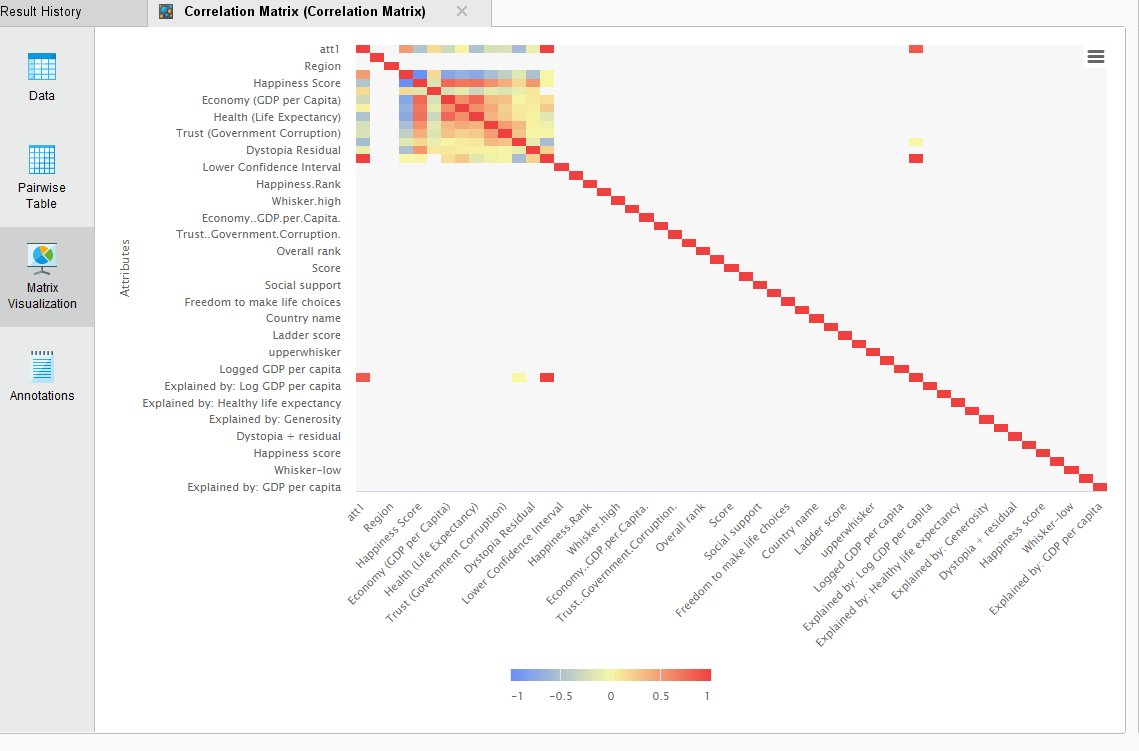 Result History
Correlation Matrix (Correlation Matrix)
Data
Pairwise
Table
Matrix
Visualization
Annotations
Attributes
att1
Region
Happiness Score
Economy (GDP per Capita)
Health (Life Expectancy)
Trust (Government Corruption)
Dystopia Residual
Lower Confidence Interval
Happiness.Rank
Whisker.high
Economy..GDP.per.Capita.
Trust..Government.Corruption.
Overall rank
Score
Social support
Freedom to make life choices
Country name
Ladder score
upperwhisker
Logged GDP per capita
Explained by: Log GDP per capita
Explained by: Healthy life expectancy
Explained by: Generosity
Dystopia + residual
Happiness score
Whisker-low
Explained by: GDP per capita
att1
Region
Happiness Score
Economy (GDP per Capita)
Health (Life Expectancy)
Trust (Government Corruption)
Dystopia Residual
Lower Confidence Interval
Happiness.Rank
Whisker.high
Economy..GDP.per.Capita.
Trust..Government.Corruption.
Overall rank
Score
Social support
Freedom to make life choices
Country name
Ladder score
upperwhisker
Logged GDP per capita
Explained by: Log GDP per capita
Explained by: Healthy life expectancy
Explained by: Generosity
Dystopia + residual
Happiness score
Whisker-low
Explained by: GDP per capita
-1 -0.5 0 0.5 1